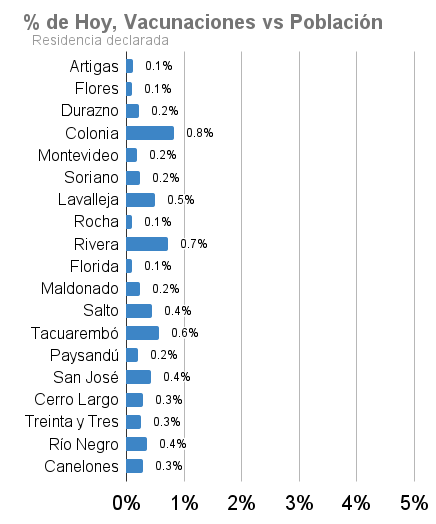 % de Hoy, Vacunaciones vs Población
Residencia declarada
Artigas 0.1%
Flores 0.1%
Durazno 0.2%
Colonia 0.8%
Montevideo 0.2%
Soriano 0.2%
Lavalleja 0.5%
Rocha 0.1%
Rivera 0.7%
Florida 0.1%
Maldonado 0.2%
Salto 0.4%
Tacuarembó 0.6%
Paysandú 0.2%
San José 0.4%
Cerro Largo 0.3%
Treinta y Tres 0.3%
Río Negro 0.4%
Canelones 0.3%
0% 1% 2% 3% 4% 5%